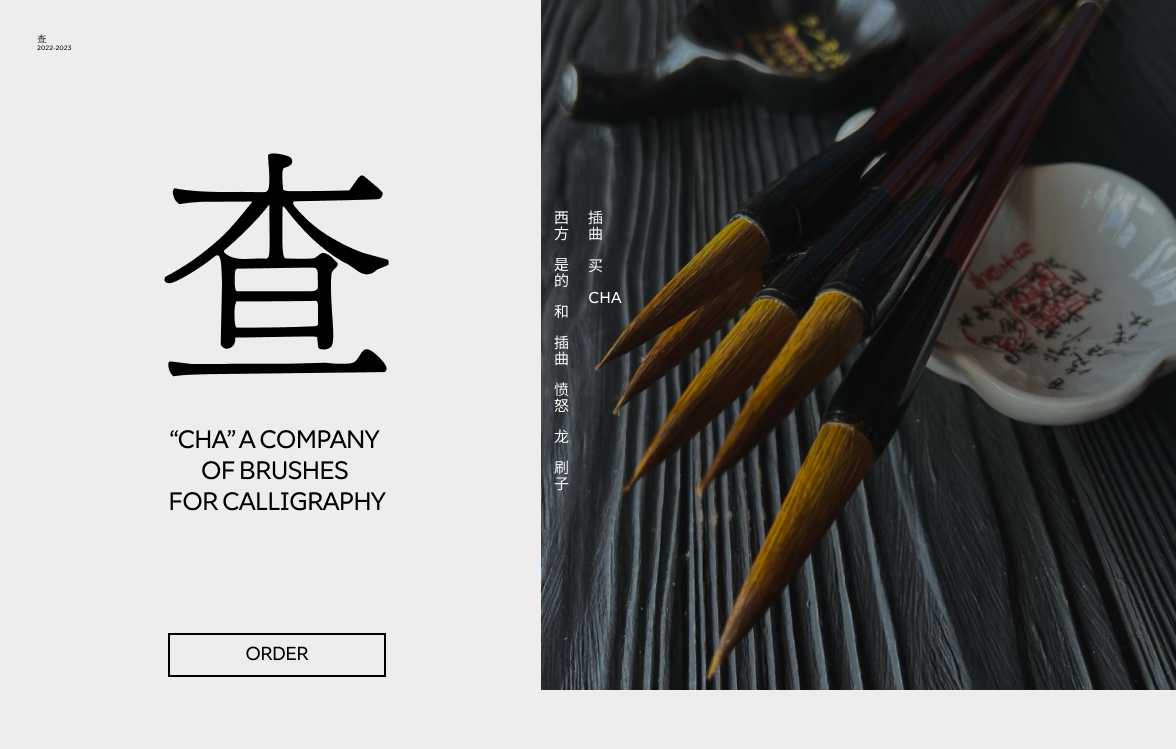 查
2022-2023
查
“CHA” A COMPANY
OF BRUSHES
FOR CALLIGRAPHY
ORDER
插曲 买 CHA
西方 是的 和 插曲 愤怒 龙 刷子